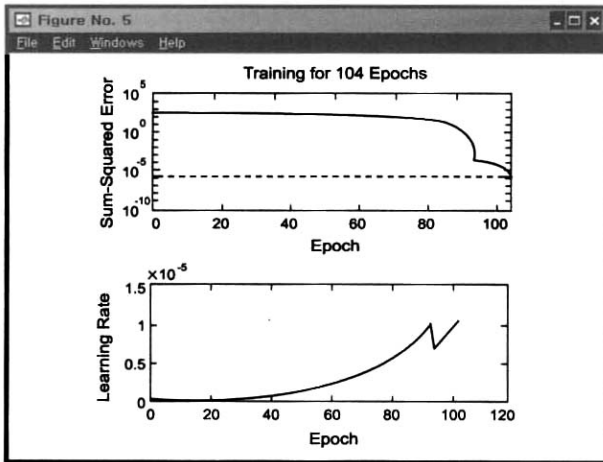 Figure No. 5
File Edit Windows Help
Training for 104 Epochs
Sum-Squared Error
10^5
10^0
10^-5
10^-10
0 20 40 60 80 100
Epoch
×10^-5
Learning Rate
1.5
1
0.5
0
0 20 40 60 80 100 120
Epoch